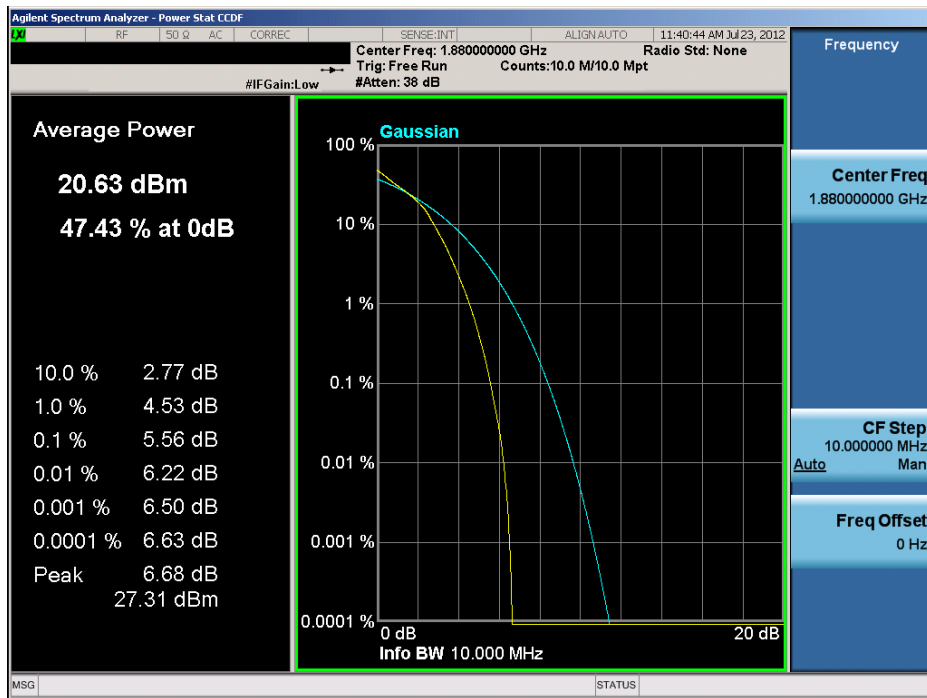 Agilent Spectrum Analyzer - Power Stat CCDF
LXI RF 50 Ω AC CORREC SENSE:INT ALIGN AUTO 11:40:44 AM Jul 23, 2012
Center Freq: 1.880000000 GHz Radio Std: None
Trig: Free Run Counts:10.0 M/10.0 Mpt
#IFGain:Low #Atten: 38 dB
Frequency
Average Power
20.63 dBm
47.43 % at 0dB
10.0 % 2.77 dB
1.0 % 4.53 dB
0.1 % 5.56 dB
0.01 % 6.22 dB
0.001 % 6.50 dB
0.0001 % 6.63 dB
Peak 6.68 dB
27.31 dBm
Gaussian
100 %
10 %
1 %
0.1 %
0.01 %
0.001 %
0.0001 %
0 dB 20 dB
Info BW 10.000 MHz
Center Freq
1.880000000 GHz
CF Step
10.000000 MHz
Auto Man
Freq Offset
0 Hz
MSG STATUS